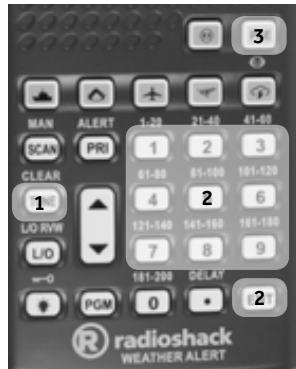 3
MAN ALERT 1-20 21-40 41-60
SCAN PRI 1 2 3
CLEAR 61-80 81-100 101-120
1 4 2 6
L/O RVW 121-140 141-160 161-180
L/O 7 8 9
181-200 DELAY
PGM 0 • 2
R radioshack
WEATHER ALERT